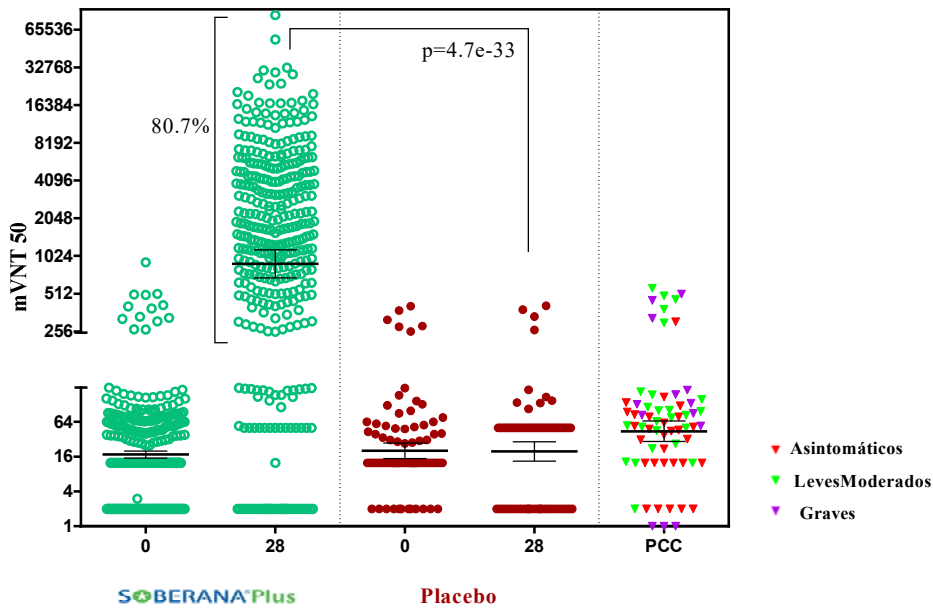 65536
32768
p=4.7e-33
16384
80.7%
8192
4096
2048
1024
512
256
mVNT 50
64
16
4
1
Asintomáticos
LevesModerados
Graves
0
28
0
28
PCC
SOBERANA®Plus
Placebo